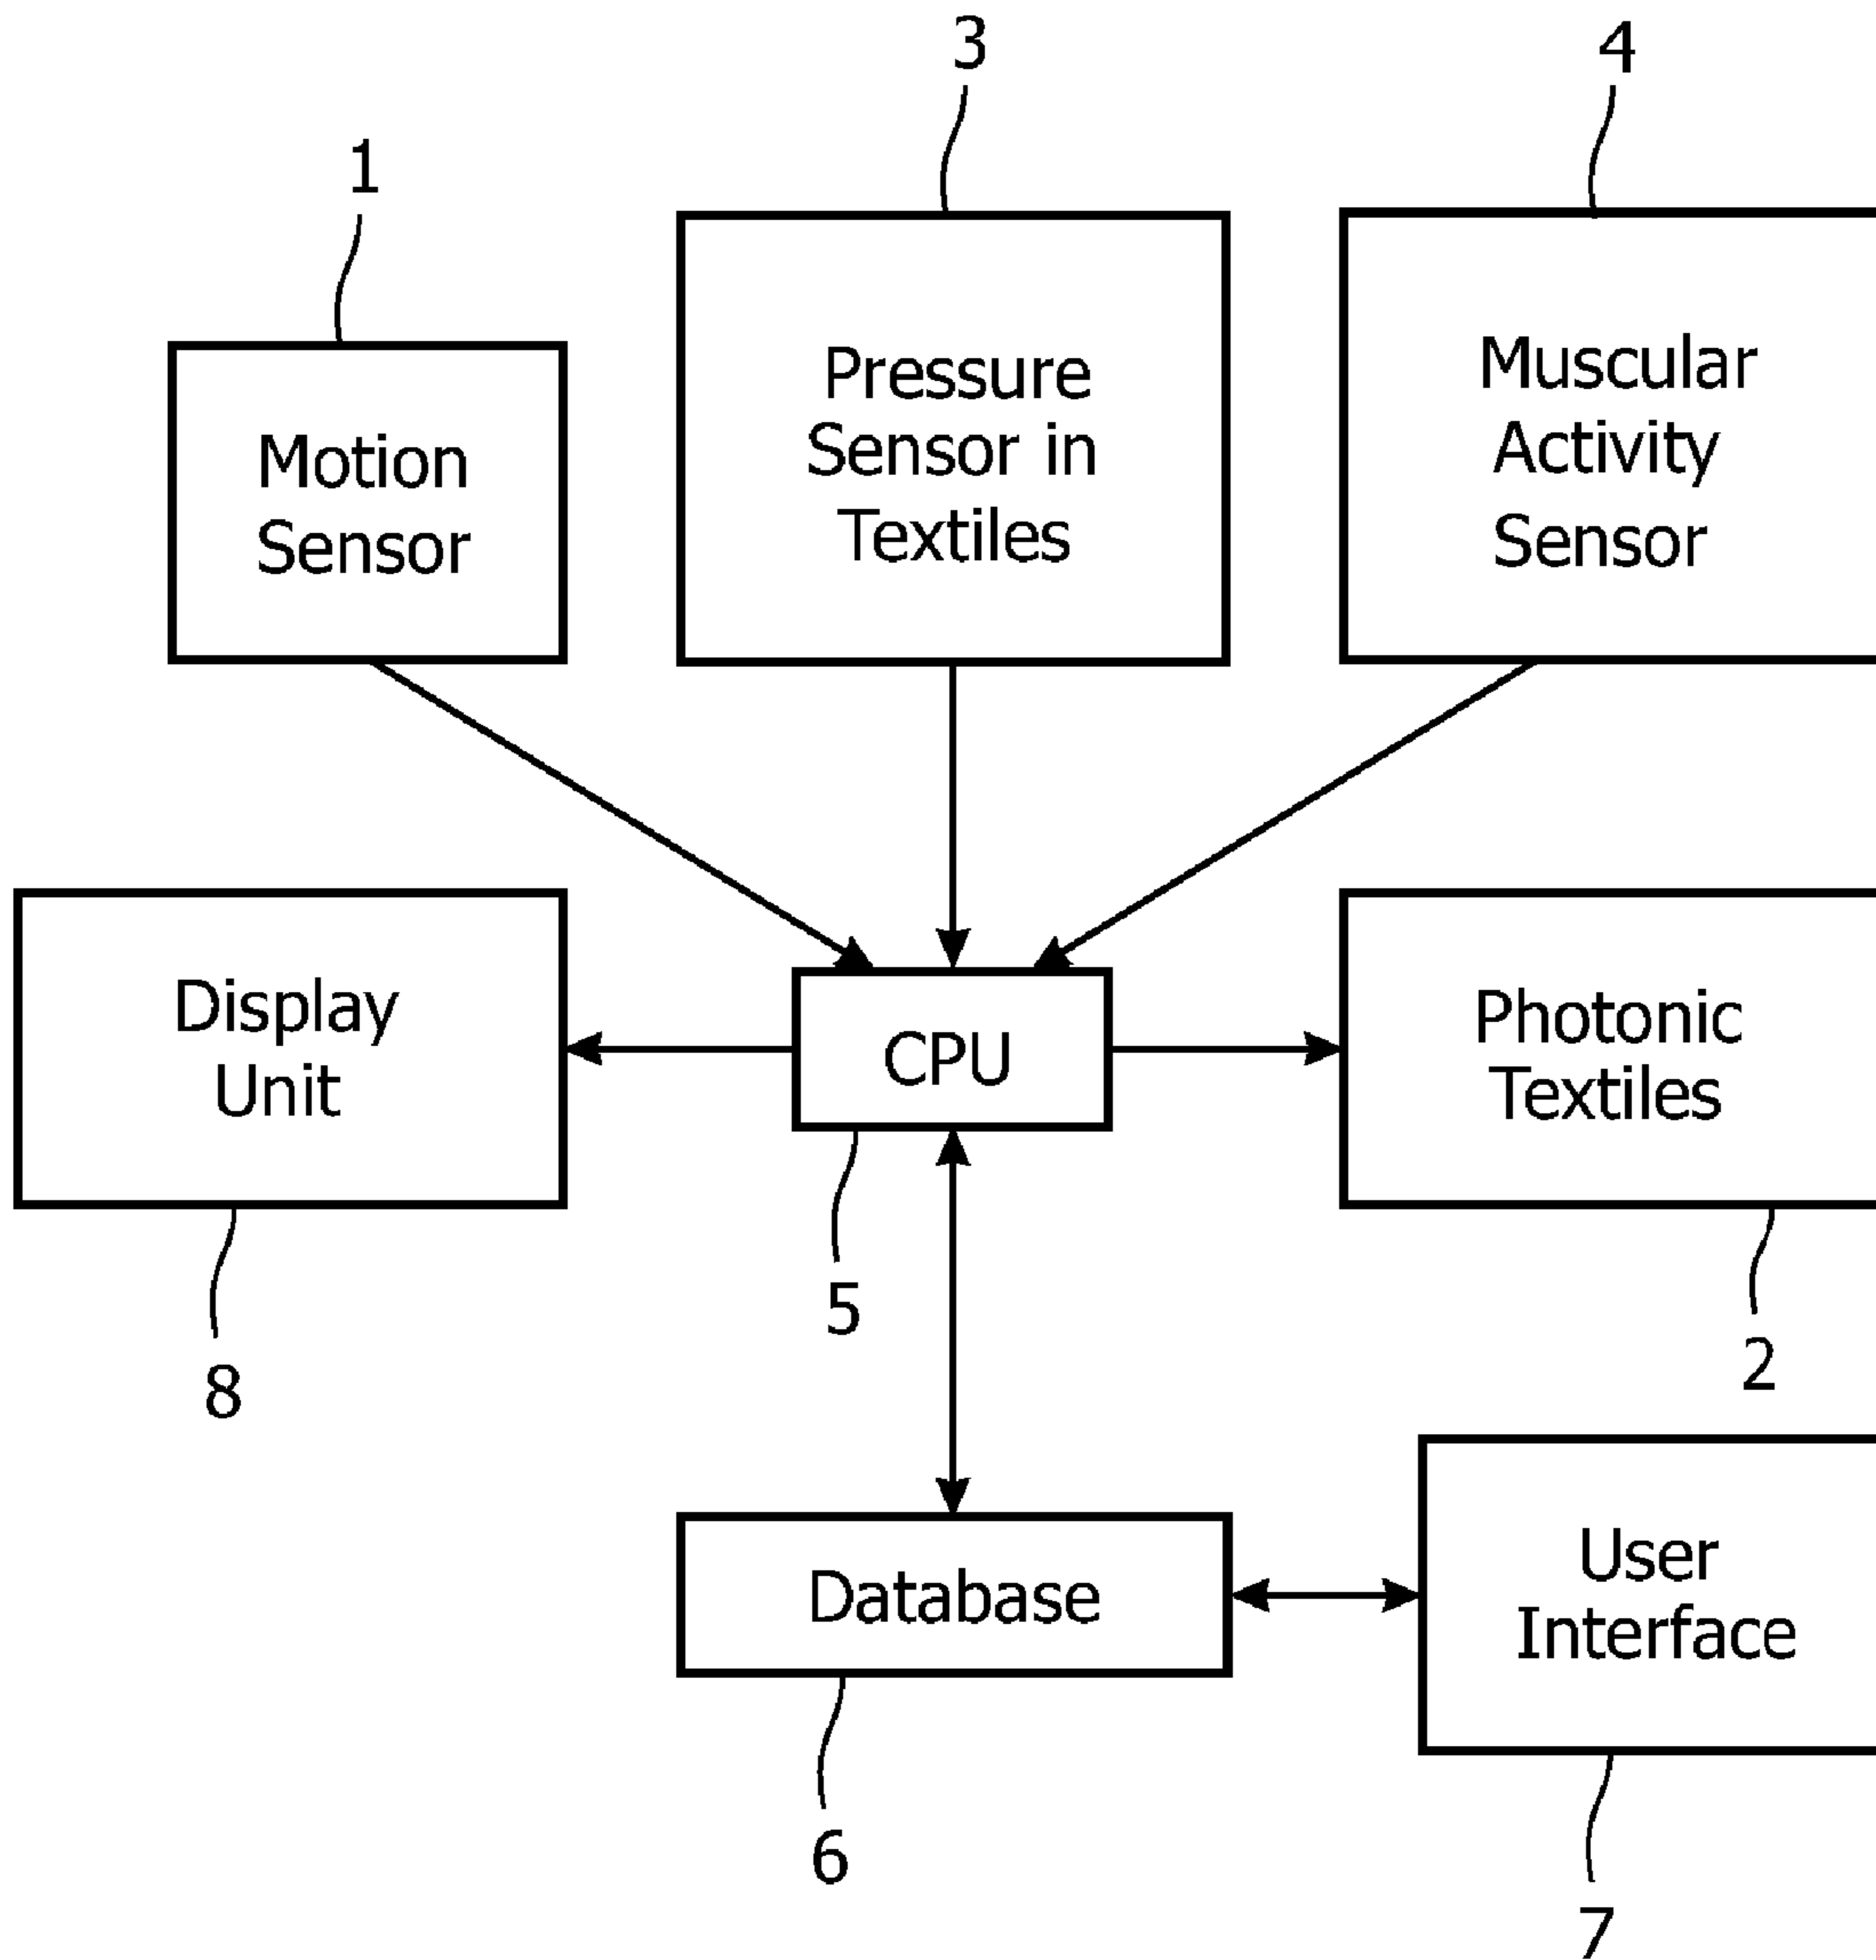 3
4
1
Motion
Sensor
Pressure
Sensor in
Textiles
Muscular
Activity
Sensor
Display
Unit
CPU
Photonic
Textiles
5
8
2
Database
User
Interface
6
7